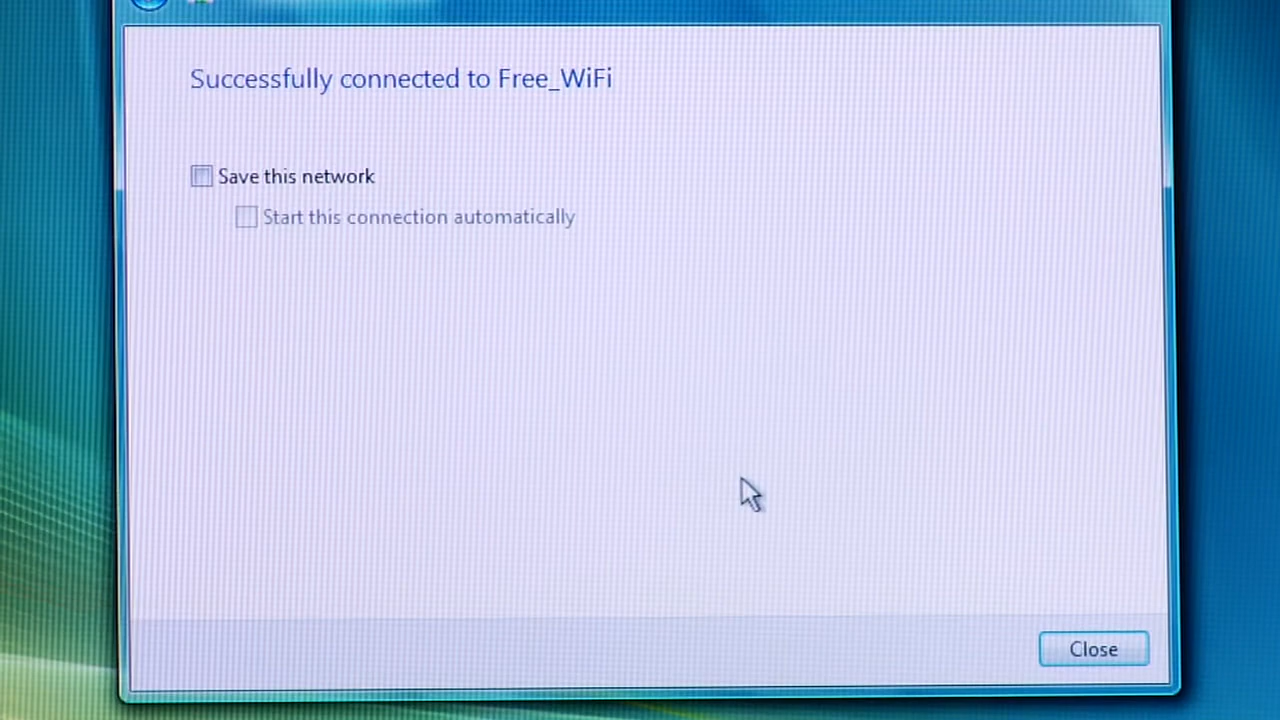 Successfully connected to Free_WiFi
Save this network
Start this connection automatically
Close